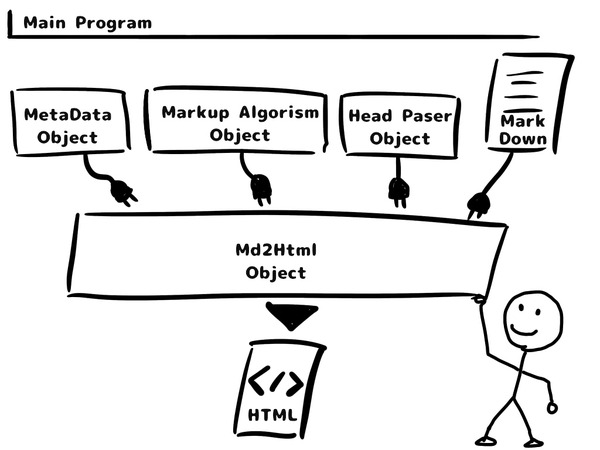 Main Program
MetaData
Object
Markup Algorism
Object
Head Paser
Object
Mark
Down
Md2Html
Object
</>
HTML